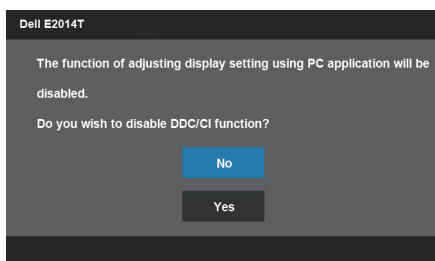 Dell E2014T
The function of adjusting display setting using PC application will be
disabled.
Do you wish to disable DDC/CI function?
No
Yes